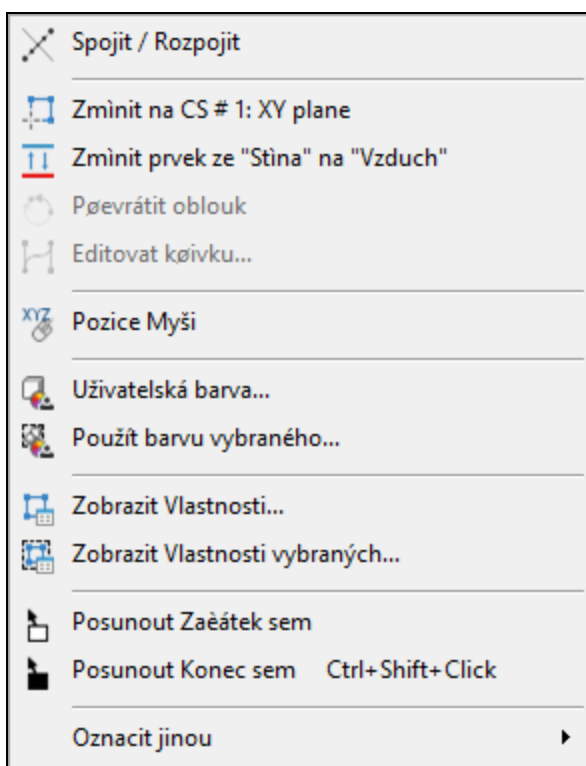 Spojit / Rozpojit
Zmìnit na CS # 1: XY plane
Zmìnit prvek ze "Stìna" na "Vzduch"
Pøevrátit oblouk
Editovat køivku...
XYZ
Pozice Myši
Uživatelská barva...
Použít barvu vybraného...
Zobrazit Vlastnosti...
Zobrazit Vlastnosti vybraných...
Posunout Zaèátek sem
Posunout Konec sem Ctrl+Shift+Click
Oznacit jinou